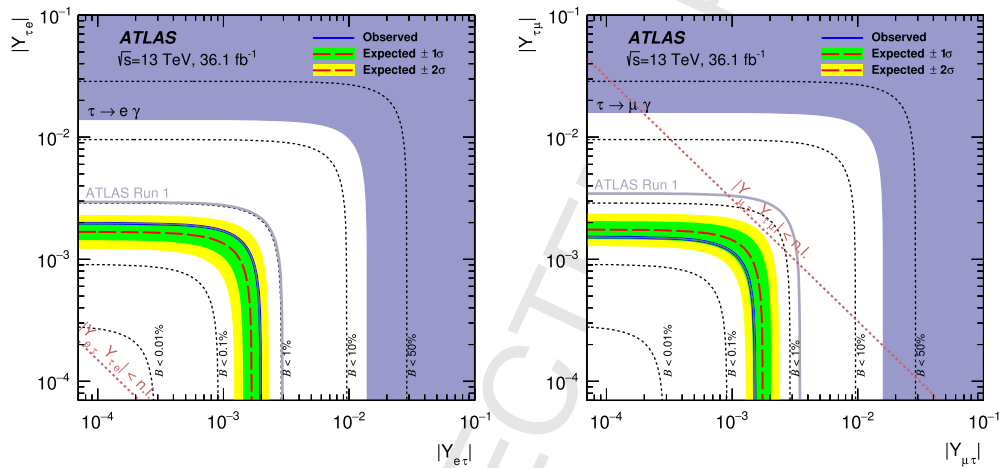 |Y_τe|
10⁻¹
ATLAS
√s=13 TeV, 36.1 fb⁻¹
Observed
Expected ± 1σ
Expected ± 2σ
τ → e γ
10⁻²
ATLAS Run 1
10⁻³
|Y_eτ Y_τe| < n.l.
B < 0.01%
B < 0.1%
B < 1%
B < 10%
B < 50%
10⁻⁴
10⁻⁴ 10⁻³ 10⁻² 10⁻¹
|Y_eτ|
|Y_τμ|
10⁻¹
ATLAS
√s=13 TeV, 36.1 fb⁻¹
Observed
Expected ± 1σ
Expected ± 2σ
τ → μ γ
10⁻²
ATLAS Run 1
|Y_μτ Y_τμ| < n.l.
10⁻³
B < 0.01%
B < 0.1%
B < 1%
B < 10%
B < 50%
10⁻⁴
10⁻⁴ 10⁻³ 10⁻² 10⁻¹
|Y_μτ|